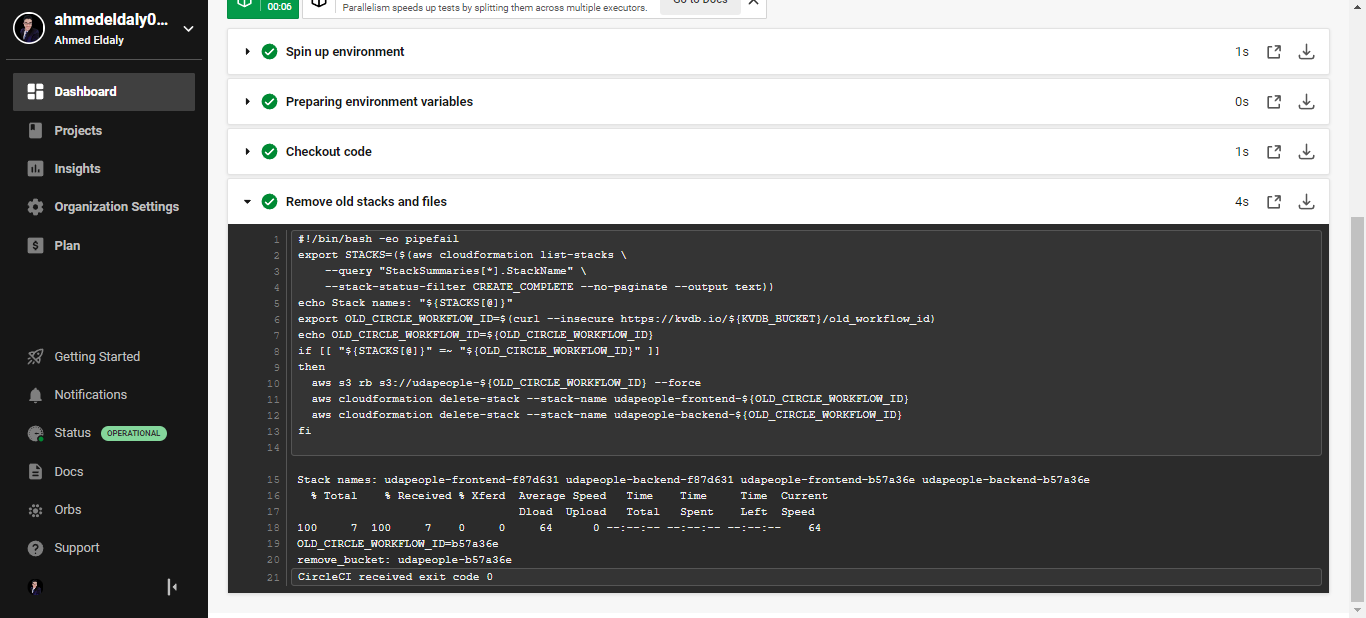 ahmedeldaly0...
Ahmed Eldaly
Dashboard
Projects
Insights
Organization Settings
Plan
Getting Started
Notifications
Status OPERATIONAL
Docs
Orbs
Support
00:06
Parallelism speeds up tests by splitting them across multiple executors.
Go to Docs
Spin up environment 1s
Preparing environment variables 0s
Checkout code 1s
Remove old stacks and files 4s
1 #!/bin/bash -eo pipefail
2 export STACKS=($(aws cloudformation list-stacks \
3 --query "StackSummaries[*].StackName" \
4 --stack-status-filter CREATE_COMPLETE --no-paginate --output text))
5 echo Stack names: "${STACKS[@]}"
6 export OLD_CIRCLE_WORKFLOW_ID=$(curl --insecure https://kvdb.io/${KVDB_BUCKET}/old_workflow_id)
7 echo OLD_CIRCLE_WORKFLOW_ID=${OLD_CIRCLE_WORKFLOW_ID}
8 if [[ "${STACKS[@]}" =~ "${OLD_CIRCLE_WORKFLOW_ID}" ]]
9 then
10 aws s3 rb s3://udapeople-${OLD_CIRCLE_WORKFLOW_ID} --force
11 aws cloudformation delete-stack --stack-name udapeople-frontend-${OLD_CIRCLE_WORKFLOW_ID}
12 aws cloudformation delete-stack --stack-name udapeople-backend-${OLD_CIRCLE_WORKFLOW_ID}
13 fi
14
15 Stack names: udapeople-frontend-f87d631 udapeople-backend-f87d631 udapeople-frontend-b57a36e udapeople-backend-b57a36e
16 % Total % Received % Xferd Average Speed Time Time Time Current
17 Dload Upload Total Spent Left Speed
18 100 7 100 7 0 0 64 0 --:--:-- --:--:-- --:--:-- 64
19 OLD_CIRCLE_WORKFLOW_ID=b57a36e
20 remove_bucket: udapeople-b57a36e
21 CircleCI received exit code 0